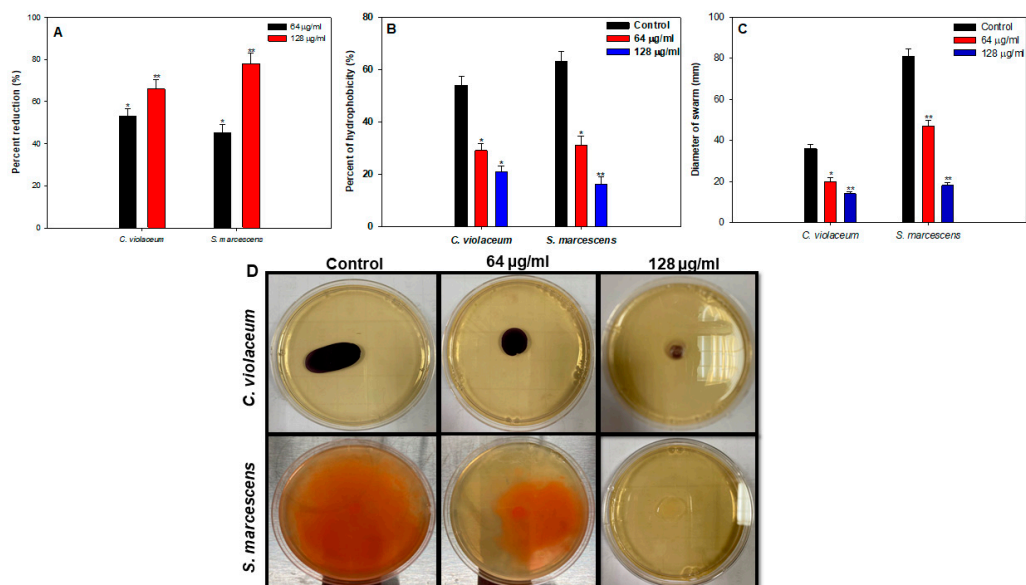 A
64 µg/ml
128 µg/ml
Percent reduction (%)
100
80
60
40
20
0
*
**
*
**
C. violaceum
S. marcescens
B
Control
64 µg/ml
128 µg/ml
Percent of hydrophobicity (%)
80
60
40
20
0
*
*
*
**
C. violaceum
S. marcescens
C
Control
64 µg/ml
128 µg/ml
Diameter of swarm (mm)
100
80
60
40
20
0
*
**
**
**
C. violaceum
S. marcescens
D
Control
64 µg/ml
128 µg/ml
C. violaceum
S. marcescens